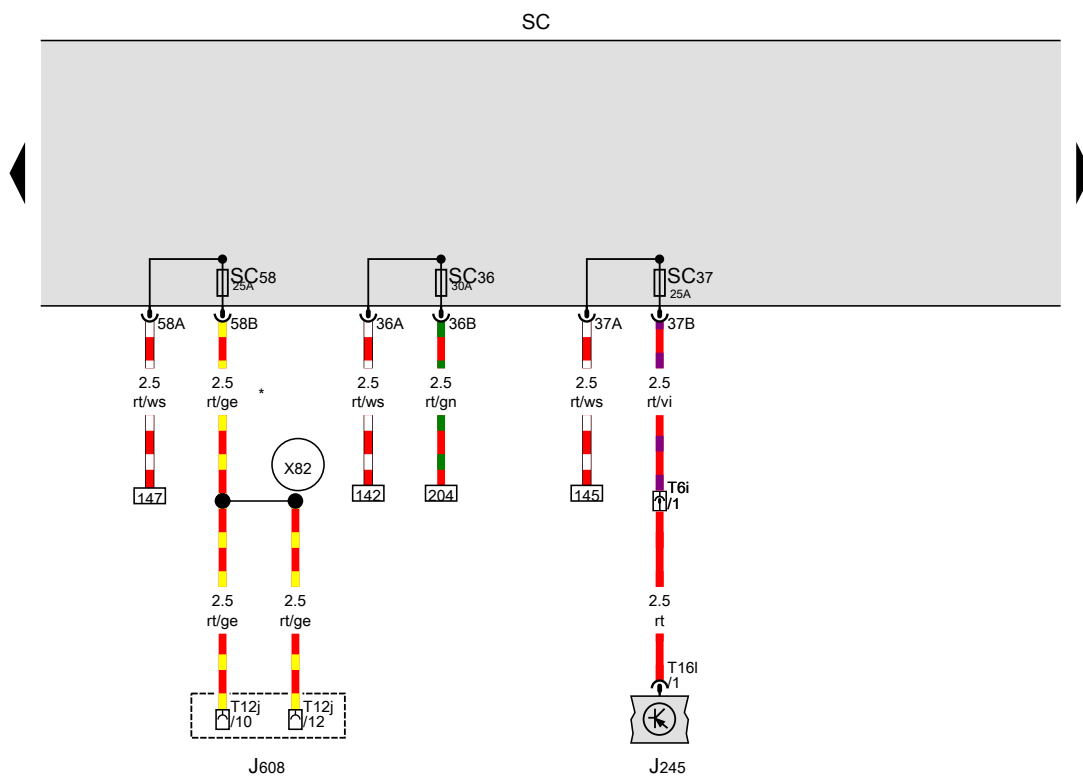 SC
SC58
25A
SC36
30A
SC37
25A
58A
58B
36A
36B
37A
37B
2.5
rt/ws
2.5
rt/ge
*
2.5
rt/ws
2.5
rt/gn
2.5
rt/ws
2.5
rt/vi
X82
147
142
204
145
T6i
/1
2.5
rt/ge
2.5
rt/ge
2.5
rt
T16l
/1
T12j
/10
T12j
/12
J608
J245